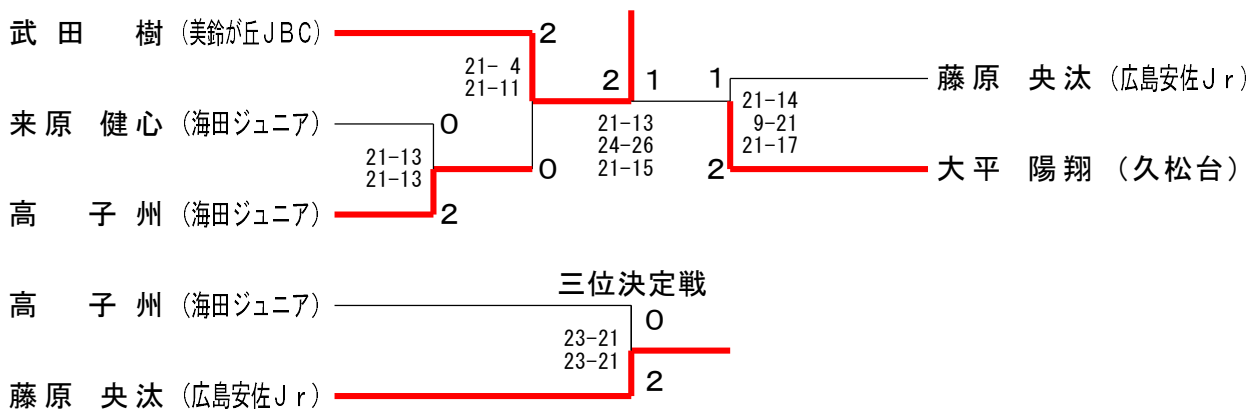 武田 樹 (美鈴が丘JBC)
2
21- 4
21-11
2
1
1
藤原 央汰 (広島安佐Jr)
来原 健心 (海田ジュニア)
0
21-13
21-13
0
21-13
24-26
21-15
21-14
9-21
21-17
2
大平 陽翔 (久松台)
高 子州 (海田ジュニア)
2
三位決定戦
高 子州 (海田ジュニア)
0
23-21
23-21
2
藤原 央汰 (広島安佐Jr)